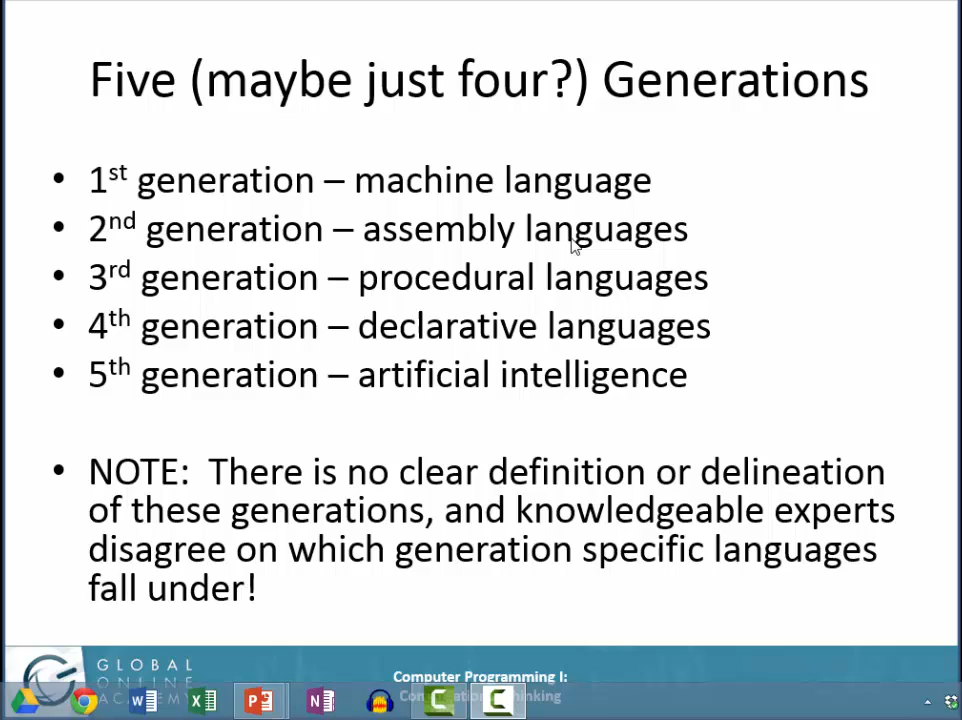 Five (maybe just four?) Generations
• 1st generation – machine language
• 2nd generation – assembly languages
• 3rd generation – procedural languages
• 4th generation – declarative languages
• 5th generation – artificial intelligence
• NOTE: There is no clear definition or delineation
of these generations, and knowledgeable experts
disagree on which generation specific languages
fall under!
GLOBAL
ONLINE
ACADEMY
Computer Programming I:
Computational Thinking